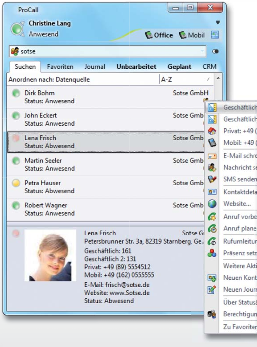 ProCall
Christine Lang
Anwesend
Office Mobil
sotse
Suchen Favoriten Journal Unbearbeitet Geplant CRM
Anordnen nach: Datenquelle A-Z
Dirk Bohm Sotse GmbH
Status: Anwesend
John Eckert Sotse Gmb
Status: Anwesend
Lena Frisch Sotse Gmb
Status: Anwesend
Martin Seeler Sotse Gmb
Status: Anwesend
Petra Hauser Sotse Gmb
Status: Anwesend
Robert Wagner Sotse Gmb
Status: Anwesend
Lena Frisch Sotse G
Petersbrunner Str. 3a, 82319 Starnberg, Ge
Geschäftlich: 161
Geschäftlich 2: 131
Privat: +49 (89) 5554512
Mobil: +49 (162) 0555555
E-Mail: frisch@sotse.de
Website: www.Sotse.de
Status: Anwesend
Geschäftlich
Geschäftlich
Privat: +49 (
Mobil: +49 (
E-Mail schre
Nachricht se
SMS senden
Kontaktdeta
Website...
Anruf vorbe
Anruf plane
Rufumleitun
Präsenz setz
Weitere Akti
Neuen Kont
Neuen Journ
Über Status
Berechtigun
Zu Favoriten